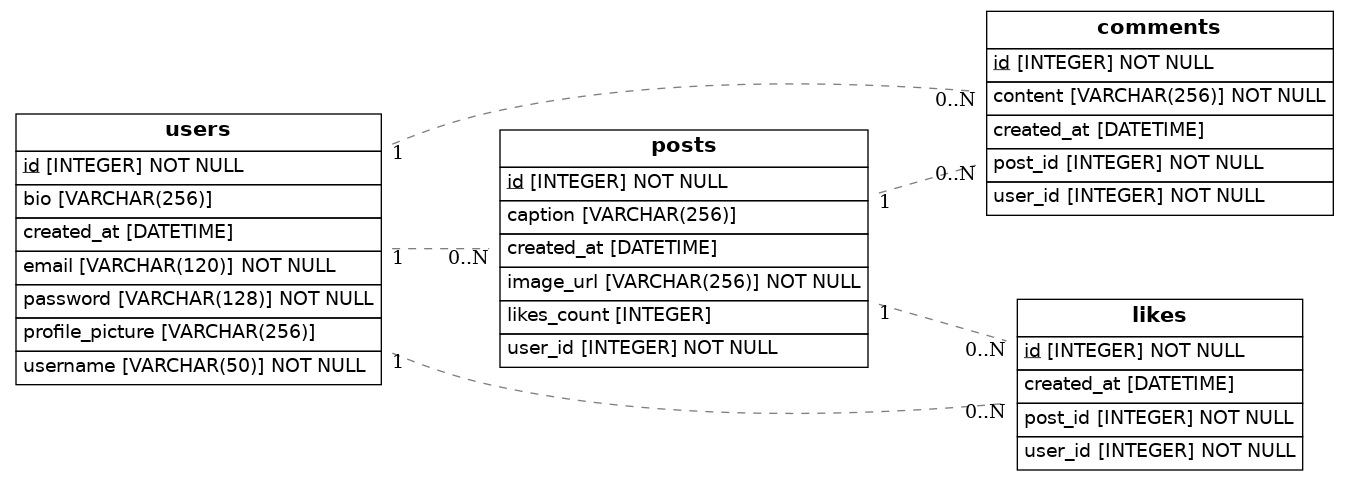 users
id [INTEGER] NOT NULL
bio [VARCHAR(256)]
created_at [DATETIME]
email [VARCHAR(120)] NOT NULL
password [VARCHAR(128)] NOT NULL
profile_picture [VARCHAR(256)]
username [VARCHAR(50)] NOT NULL
1
1
0..N
1
posts
id [INTEGER] NOT NULL
caption [VARCHAR(256)]
created_at [DATETIME]
image_url [VARCHAR(256)] NOT NULL
likes_count [INTEGER]
user_id [INTEGER] NOT NULL
1
1
0..N
0..N
comments
id [INTEGER] NOT NULL
content [VARCHAR(256)] NOT NULL
created_at [DATETIME]
post_id [INTEGER] NOT NULL
user_id [INTEGER] NOT NULL
0..N
0..N
likes
id [INTEGER] NOT NULL
created_at [DATETIME]
post_id [INTEGER] NOT NULL
user_id [INTEGER] NOT NULL